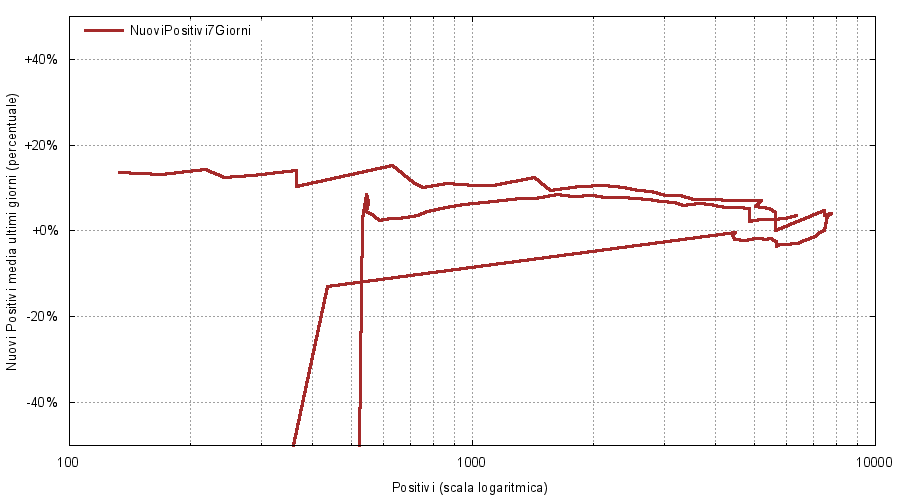 NuoviPositivi7Giorni
+40%
+20%
+0%
-20%
-40%
Nuovi Positivi media ultimi giorni (percentuale)
100
1000
10000
Positivi (scala logaritmica)